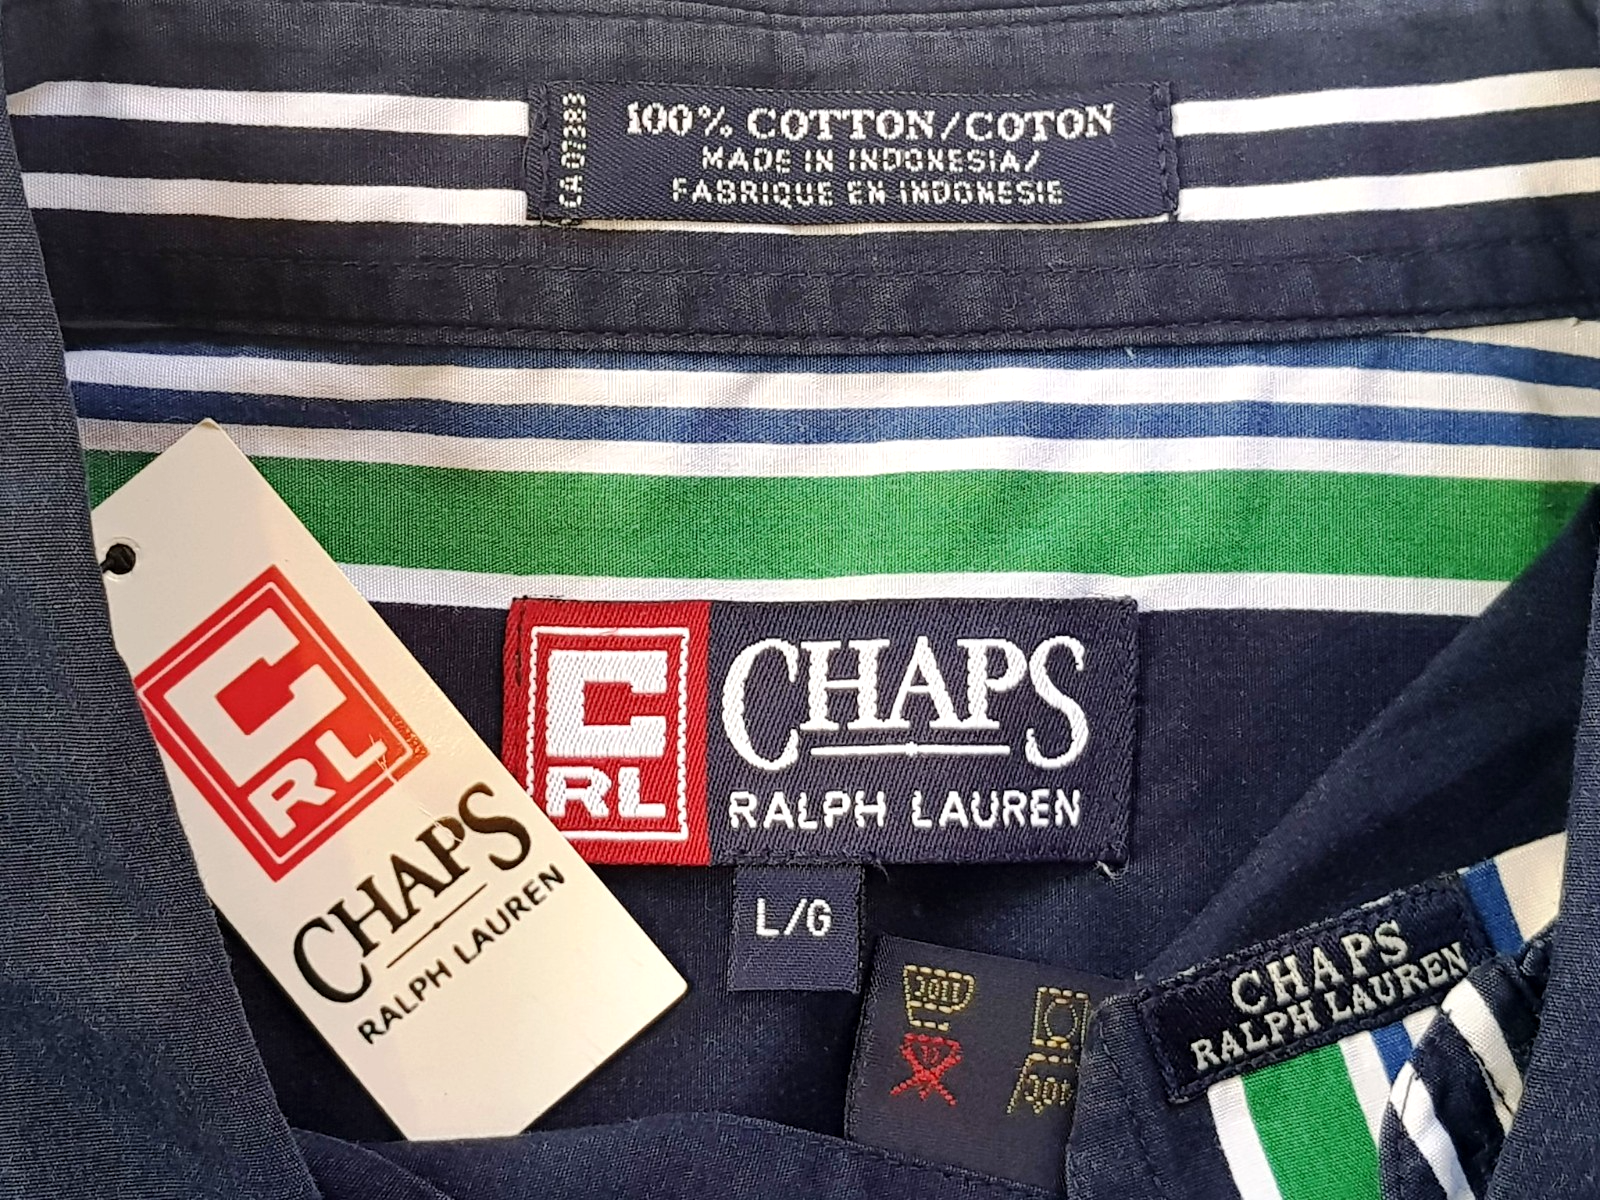 100% COTTON/COTON
MADE IN INDONESIA/
FABRIQUE EN INDONESIE
CA 07383
C
RL
CHAPS
RALPH LAUREN
C
RL
CHAPS
RALPH LAUREN
L/G
CHAPS
RALPH LAUREN